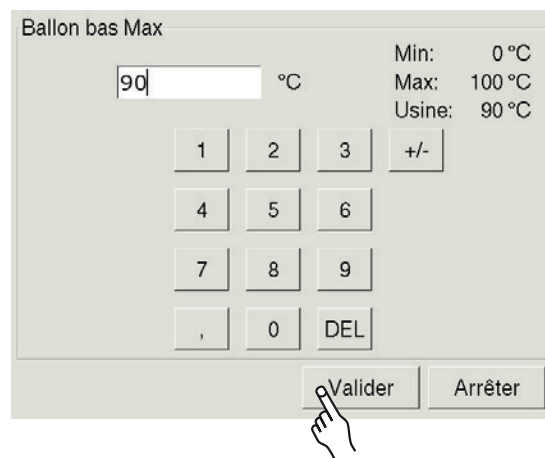 Ballon bas Max
90 °C
Min: 0 °C
Max: 100 °C
Usine: 90 °C
1 2 3 +/-
4 5 6
7 8 9
, 0 DEL
Valider Arrêter